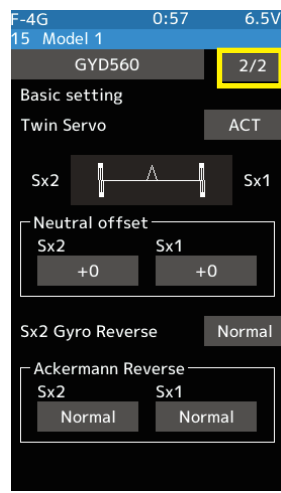 F-4G 0:57 6.5V
15 Model 1
GYD560 2/2
Basic setting
Twin Servo ACT
Sx2 Sx1
Neutral offset
Sx2 Sx1
+0 +0
Sx2 Gyro Reverse Normal
Ackermann Reverse
Sx2 Sx1
Normal Normal